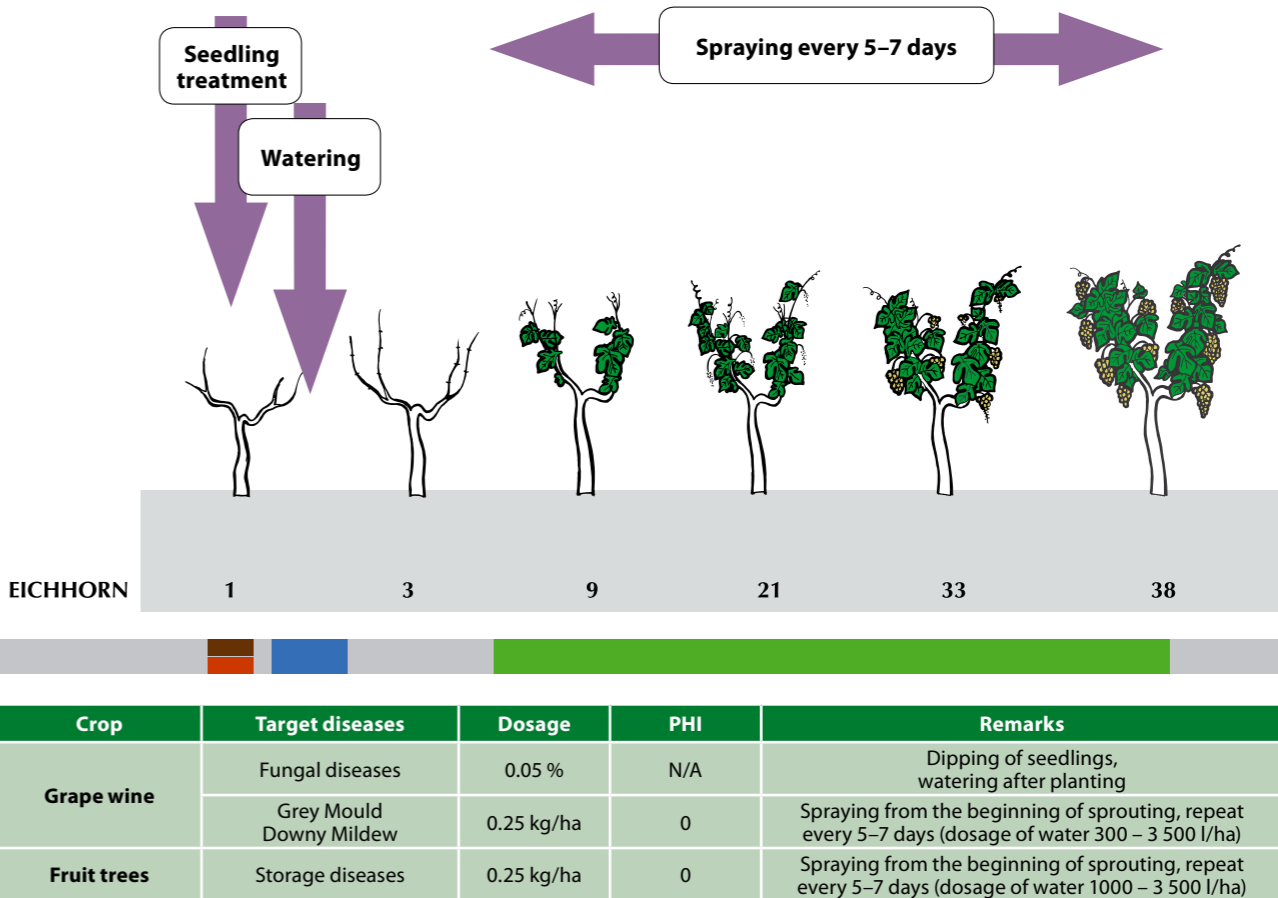 Seedling
treatment
Watering
Spraying every 5–7 days
EICHHORN 1 3 9 21 33 38
Crop Target diseases Dosage PHI Remarks
Grape wine
Fungal diseases 0.05 % N/A
Dipping of seedlings,
watering after planting
Grey Mould
Downy Mildew
0.25 kg/ha 0
Spraying from the beginning of sprouting, repeat
every 5–7 days (dosage of water 300 – 3 500 l/ha)
Fruit trees Storage diseases 0.25 kg/ha 0
Spraying from the beginning of sprouting, repeat
every 5–7 days (dosage of water 1000 – 3 500 l/ha)